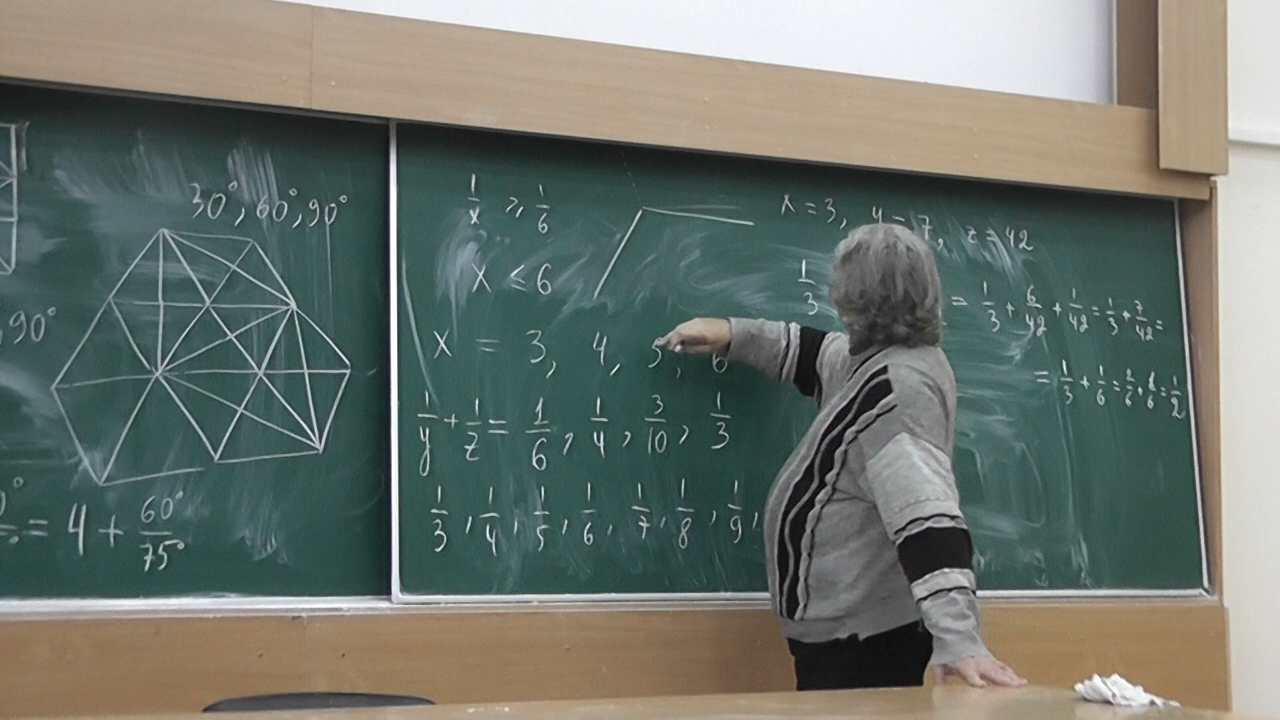 30°, 60°, 90°
, 90°
= 4 + 60°/75°
1/x ≥ 1/6
x ≤ 6
x = 3, 4, 5, 6
1/y + 1/z = 1/6, 1/4, 3/10, 1/3
1/3, 1/4, 1/5, 1/6, 1/7, 1/8, 1/9,
x = 3, y = 7, z = 42
1/3 = 1/3 + 6/42 + 1/42 = 1/3 + 7/42 =
= 1/3 + 1/6 = 2/6 + 1/6 = 1/2